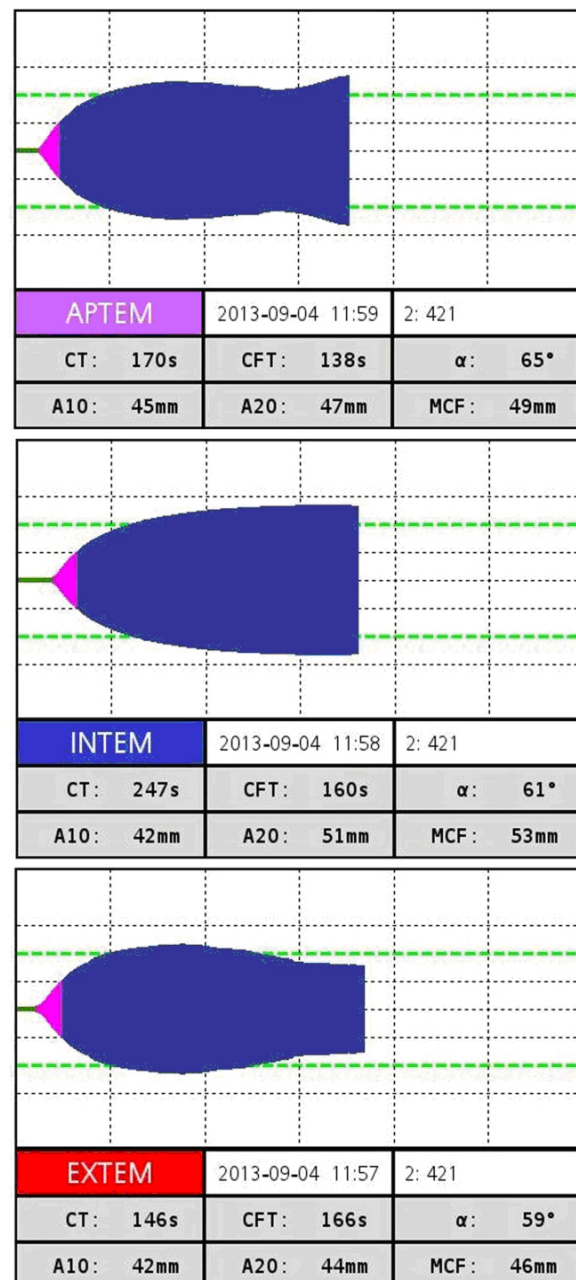 APTEM 2013-09-04 11:59 2: 421
CT: 170s CFT: 138s α: 65°
A10: 45mm A20: 47mm MCF: 49mm
INTEM 2013-09-04 11:58 2: 421
CT: 247s CFT: 160s α: 61°
A10: 42mm A20: 51mm MCF: 53mm
EXTEM 2013-09-04 11:57 2: 421
CT: 146s CFT: 166s α: 59°
A10: 42mm A20: 44mm MCF: 46mm